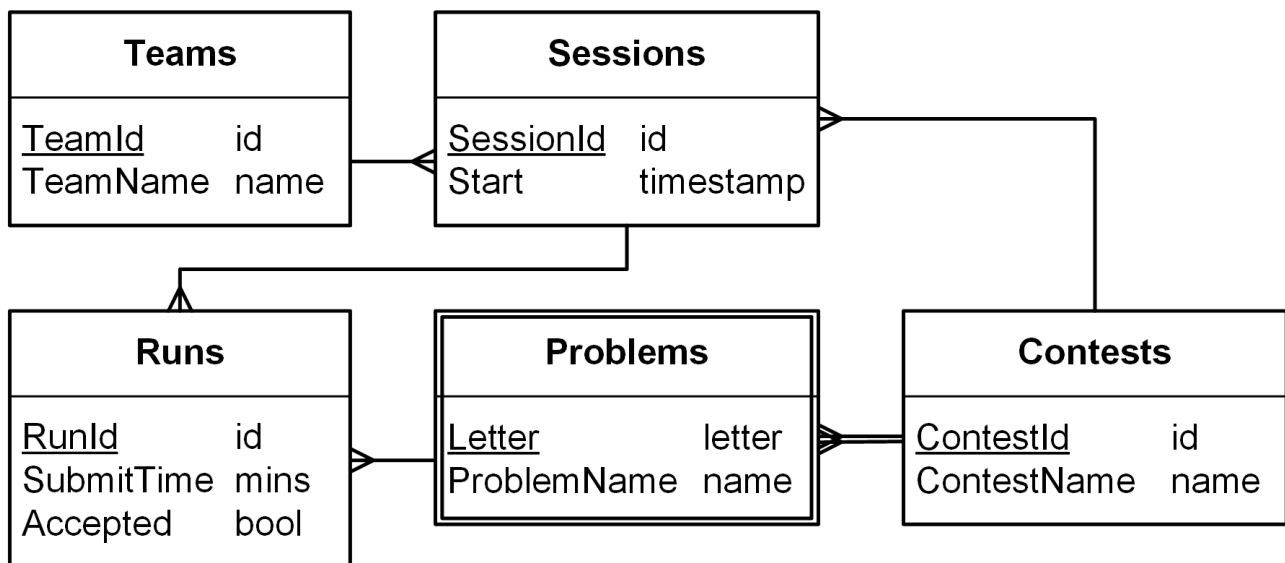 Teams
TeamId id
TeamName name
Sessions
SessionId id
Start timestamp
Runs
RunId id
SubmitTime mins
Accepted bool
Problems
Letter letter
ProblemName name
Contests
ContestId id
ContestName name